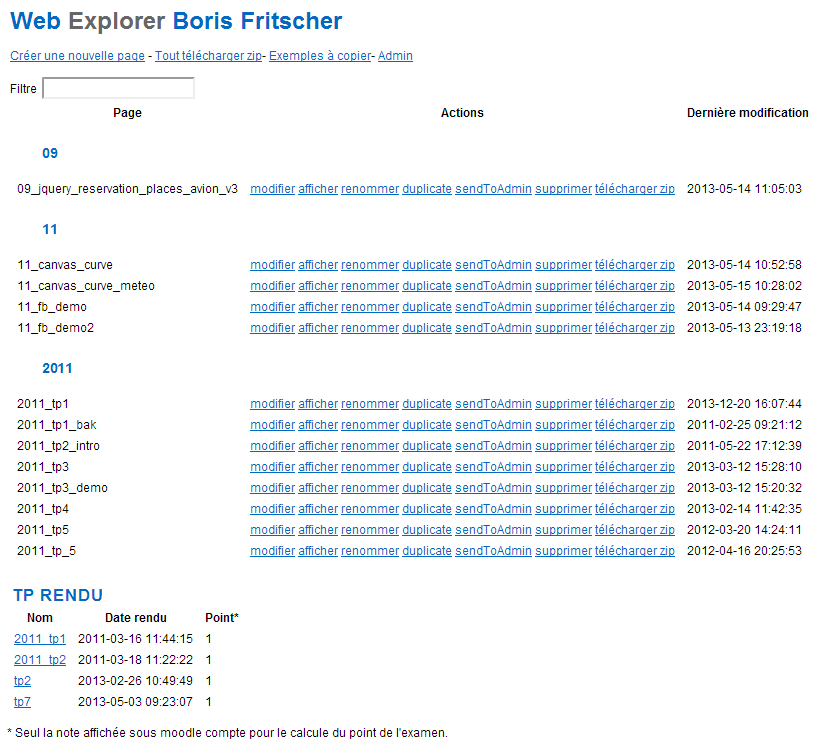 Web Explorer Boris Fritscher
Créer une nouvelle page - Tout télécharger zip- Exemples à copier- Admin
Filtre
Page Actions Dernière modification
09
09_jquery_reservation_places_avion_v3 modifier afficher renommer duplicate sendToAdmin supprimer télécharger zip 2013-05-14 11:05:03
11
11_canvas_curve modifier afficher renommer duplicate sendToAdmin supprimer télécharger zip 2013-05-14 10:52:58
11_canvas_curve_meteo modifier afficher renommer duplicate sendToAdmin supprimer télécharger zip 2013-05-15 10:28:02
11_fb_demo modifier afficher renommer duplicate sendToAdmin supprimer télécharger zip 2013-05-14 09:29:47
11_fb_demo2 modifier afficher renommer duplicate sendToAdmin supprimer télécharger zip 2013-05-13 23:19:18
2011
2011_tp1 modifier afficher renommer duplicate sendToAdmin supprimer télécharger zip 2013-12-20 16:07:44
2011_tp1_bak modifier afficher renommer duplicate sendToAdmin supprimer télécharger zip 2011-02-25 09:21:12
2011_tp2_intro modifier afficher renommer duplicate sendToAdmin supprimer télécharger zip 2011-05-22 17:12:39
2011_tp3 modifier afficher renommer duplicate sendToAdmin supprimer télécharger zip 2013-03-12 15:28:10
2011_tp3_demo modifier afficher renommer duplicate sendToAdmin supprimer télécharger zip 2013-03-12 15:20:32
2011_tp4 modifier afficher renommer duplicate sendToAdmin supprimer télécharger zip 2013-02-14 11:42:35
2011_tp5 modifier afficher renommer duplicate sendToAdmin supprimer télécharger zip 2012-03-20 14:24:11
2011_tp_5 modifier afficher renommer duplicate sendToAdmin supprimer télécharger zip 2012-04-16 20:25:53
TP RENDU
Nom Date rendu Point*
2011_tp1 2011-03-16 11:44:15 1
2011_tp2 2011-03-18 11:22:22 1
tp2 2013-02-26 10:49:49 1
tp7 2013-05-03 09:23:07 1
* Seul la note affichée sous moodle compte pour le calcule du point de l'examen.